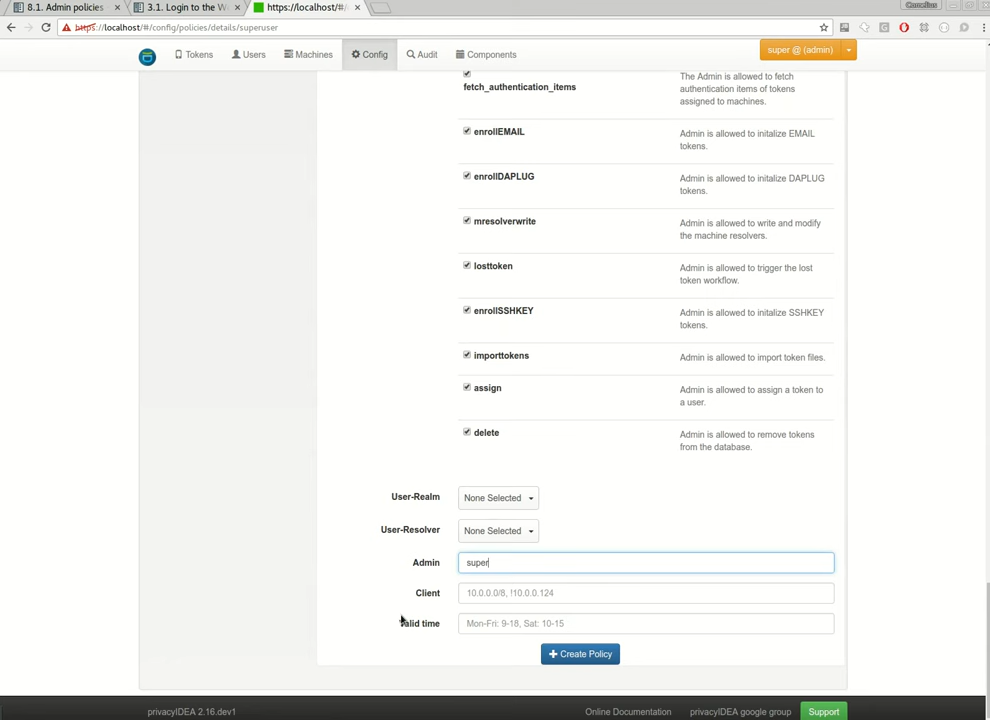 8.1. Admin policies
3.1. Login to the W
https://localhost/#/
Cornelius
https://localhost/#/config/policies/details/superuser
Tokens
Users
Machines
Config
Audit
Components
super @ (admin)
fetch_authentication_items
The Admin is allowed to fetch
authentication items of tokens
assigned to machines.
enrollEMAIL
Admin is allowed to initalize EMAIL
tokens.
enrollDAPLUG
Admin is allowed to initalize DAPLUG
tokens.
mresolverwrite
Admin is allowed to write and modify
the machine resolvers.
losttoken
Admin is allowed to trigger the lost
token workflow.
enrollSSHKEY
Admin is allowed to initalize SSHKEY
tokens.
importtokens
Admin is allowed to import token files.
assign
Admin is allowed to assign a token to
a user.
delete
Admin is allowed to remove tokens
from the database.
User-Realm
None Selected
User-Resolver
None Selected
Admin
super
Client
10.0.0.0/8, !10.0.0.124
Valid time
Mon-Fri: 9-18, Sat: 10-15
Create Policy
privacyIDEA 2.16.dev1
Online Documentation
privacyIDEA google group
Support